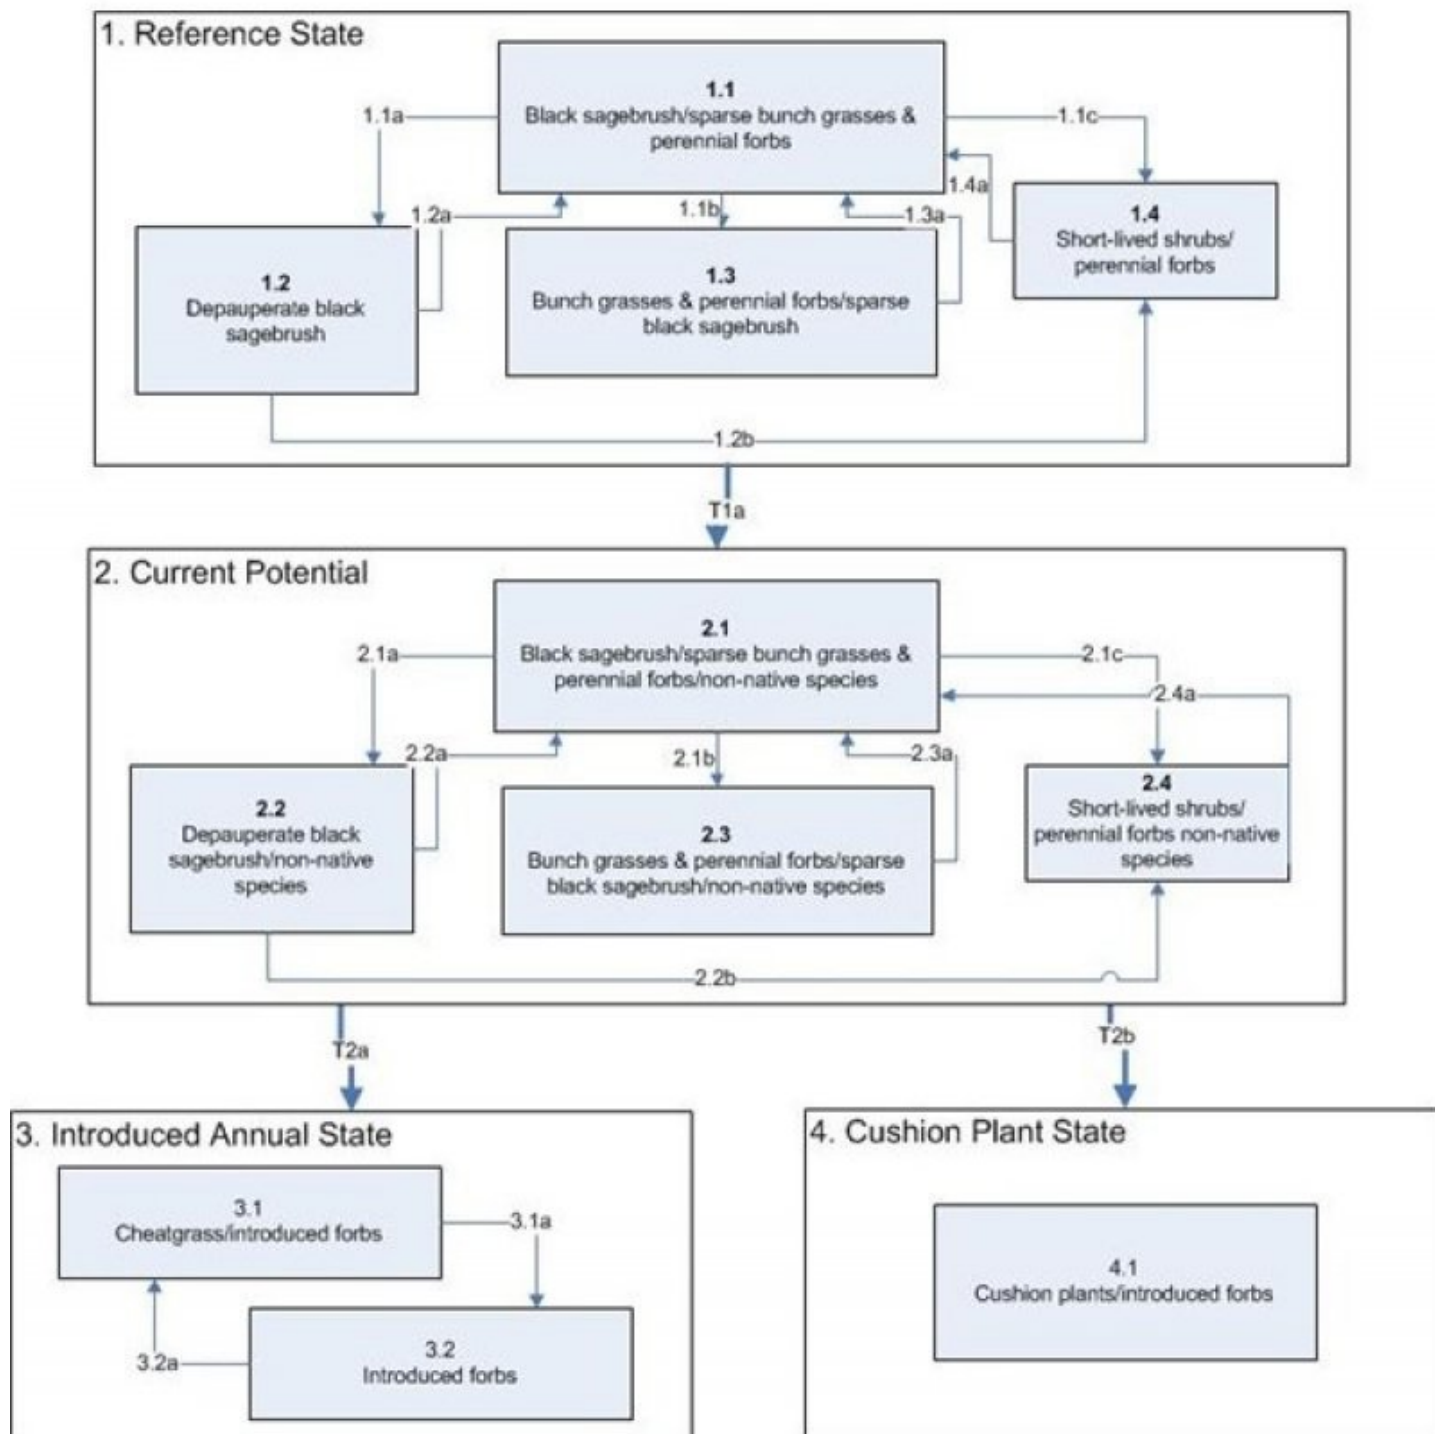 1. Reference State
1.1
Black sagebrush/sparse bunch grasses &
perennial forbs
1.1a
1.1c
1.4a
1.2a
1.1b
1.3a
1.4
Short-lived shrubs/
perennial forbs
1.2
Depauperate black
sagebrush
1.3
Bunch grasses & perennial forbs/sparse
black sagebrush
1.2b
T1a
2. Current Potential
2.1
Black sagebrush/sparse bunch grasses &
perennial forbs/non-native species
2.1a
2.1c
2.4a
2.2a
2.1b
2.3a
2.4
Short-lived shrubs/
perennial forbs non-native
species
2.2
Depauperate black
sagebrush/non-native
species
2.3
Bunch grasses & perennial forbs/sparse
black sagebrush/non-native species
2.2b
T2a
T2b
3. Introduced Annual State
3.1
Cheatgrass/introduced forbs
3.1a
3.2
Introduced forbs
3.2a
4. Cushion Plant State
4.1
Cushion plants/introduced forbs